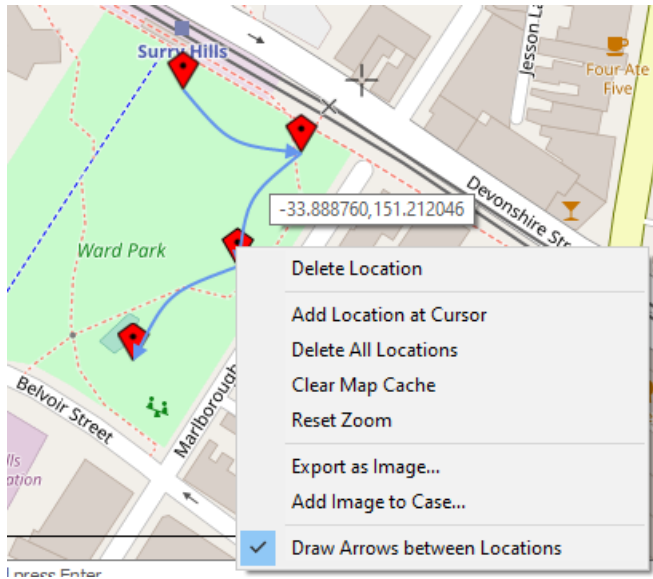 Surry Hills
Jesson La
Four Ate
Five
-33.888760,151.212046
Devonshire Str
Ward Park
Delete Location
Add Location at Cursor
Delete All Locations
Clear Map Cache
Reset Zoom
Belvoir Street
Marlborough
Export as Image...
Add Image to Case...
Draw Arrows between Locations
press Enter